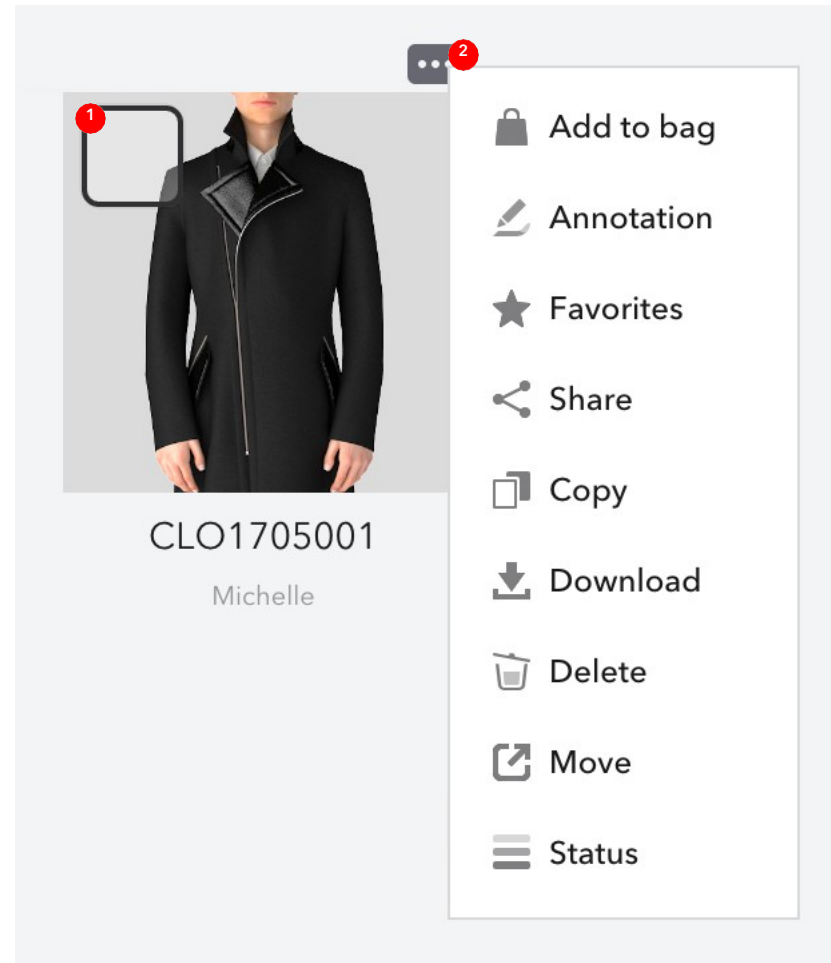 2
1
Add to bag
Annotation
Favorites
Share
Copy
Download
Delete
Move
Status
CLO1705001
Michelle